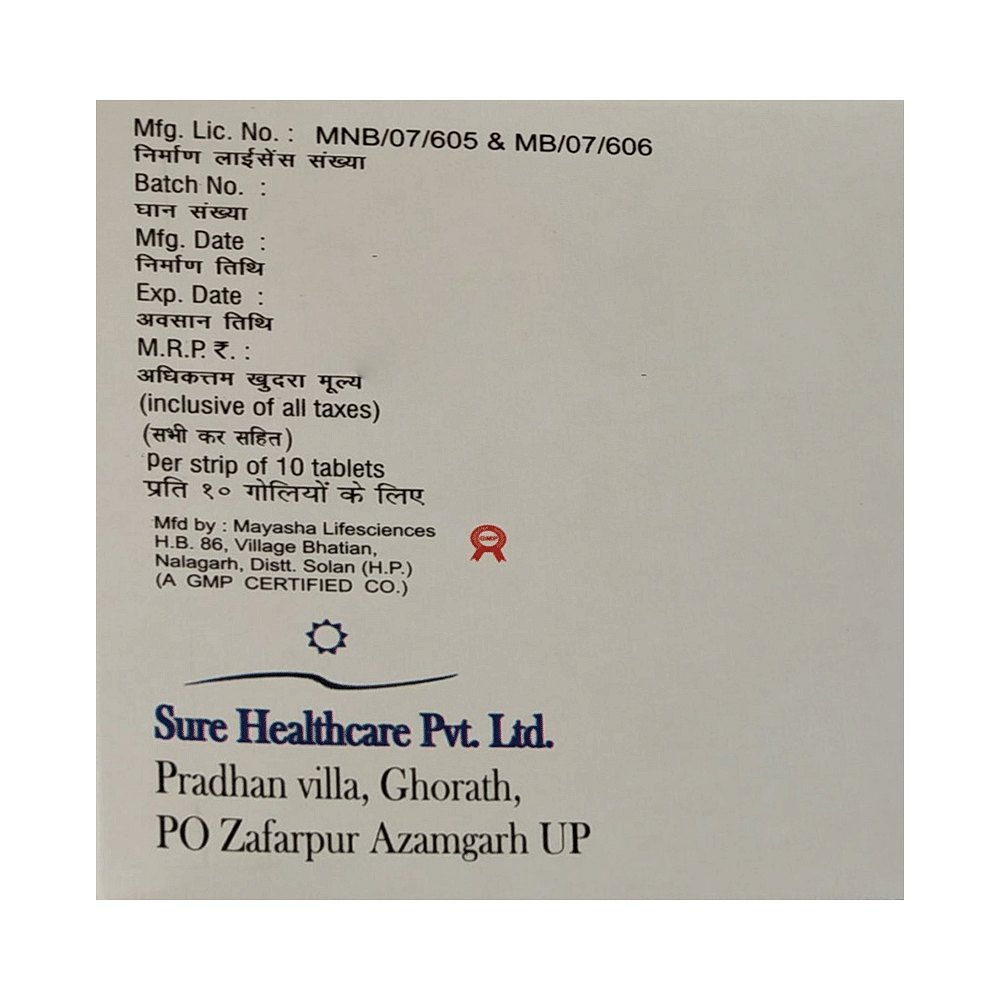 Mfg. Lic. No. : MNB/07/605 & MB/07/606
निर्माण लाईसेंस संख्या
Batch No. :
घान संख्या
Mfg. Date :
निर्माण तिथि
Exp. Date :
अवसान तिथि
M.R.P. ₹. :
अधिकत्तम खुदरा मूल्य
(inclusive of all taxes)
(सभी कर सहित)
Per strip of 10 tablets
प्रति १० गोलियों के लिए
Mfd by : Mayasha Lifesciences
H.B. 86, Village Bhatian,
Nalagarh, Distt. Solan (H.P.)
(A GMP CERTIFIED CO.)
GMP
Sure Healthcare Pvt. Ltd.
Pradhan villa, Ghorath,
PO Zafarpur Azamgarh UP